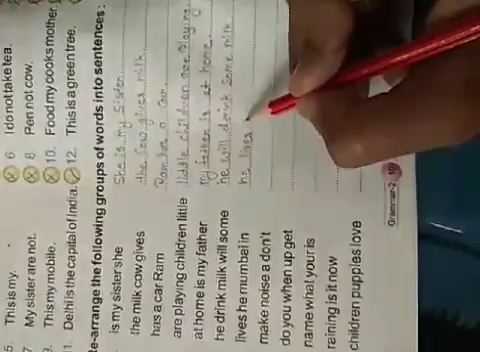 5. This is my.
6 I do not take tea.
7 My sister are not.
8. Pen not cow.
9. This my mobile.
10. Food my cooks mother
11. Delhi is the capital of India.
12. This is a green tree.
Re-arrange the following groups of words into sentences:
is my sister she She is my sister
the milk cow gives the Cow gives milk.
has a car Ram Ram has a Car
are playing children little little children are playing
at home is my father my father is at home.
he drink milk will some he will drink some milk
lives he mumbai in he lives
make noise a don't
do you when up get
name what your is
raining is it now
children puppies love
Grammar-2